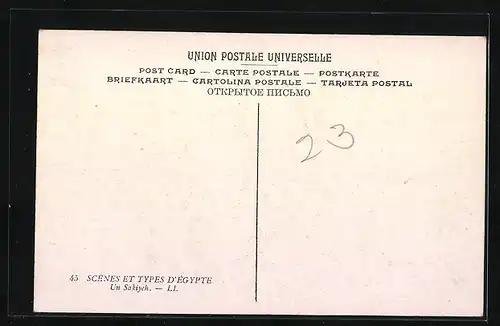 UNION POSTALE UNIVERSELLE
POST CARD — CARTE POSTALE — POSTKARTE
BRIEFKAART — CARTOLINA POSTALE — TARJETA POSTAL
ОТКРЫТОЕ ПИСЬМО
23
45 SCÈNES ET TYPES D'ÉGYPTE
Un Sakiyeh. — LL.